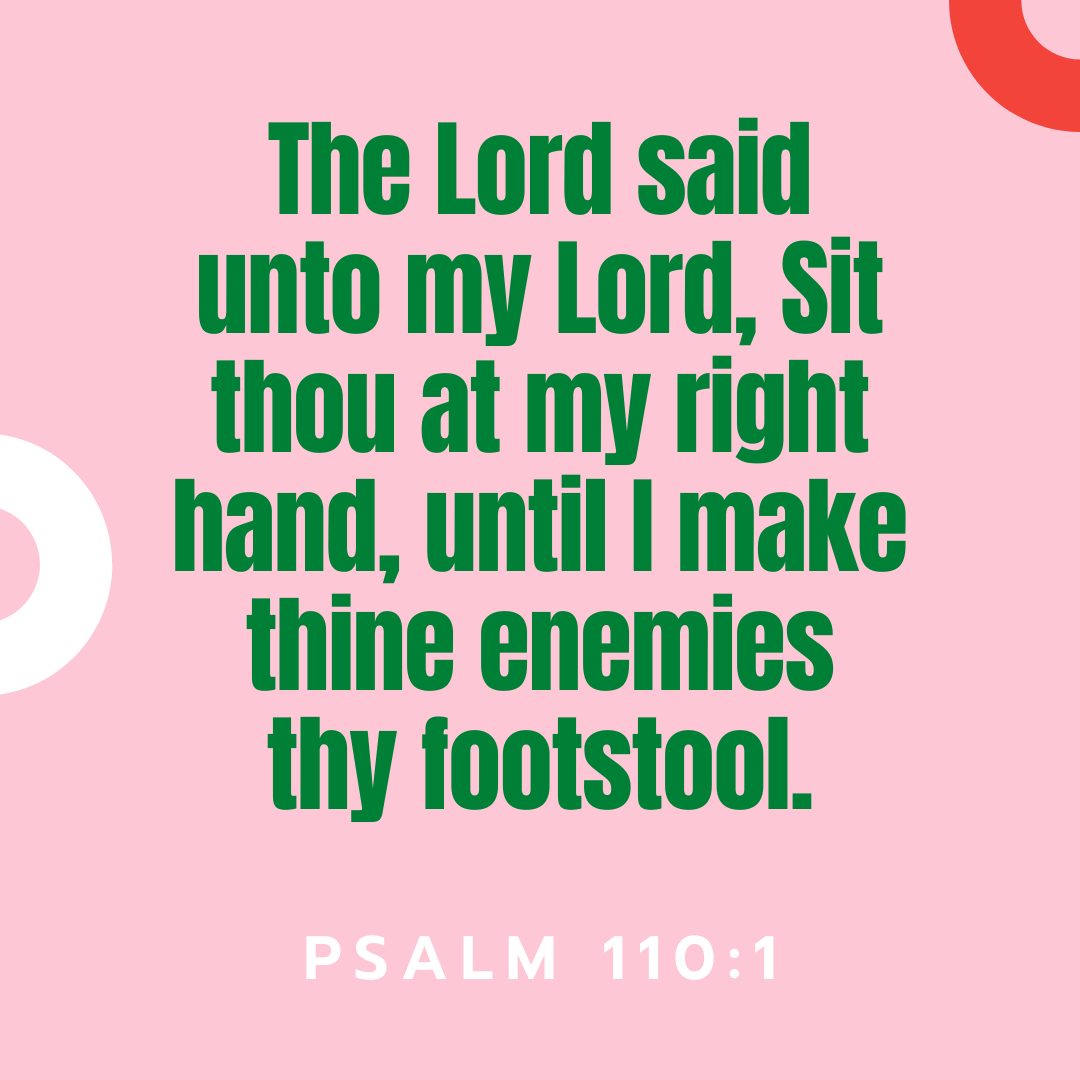 The Lord said
unto my Lord, Sit
thou at my right
hand, until I make
thine enemies
thy footstool.
PSALM 110:1